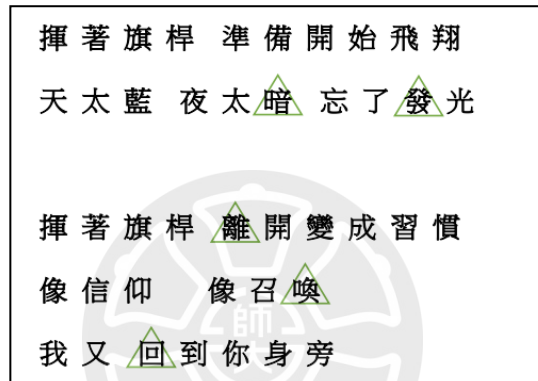 揮著旗桿 準備開始飛翔
天太藍 夜太暗 忘了發光
揮著旗桿 離開變成習慣
像信仰 像召喚
我又 回到你身旁
師